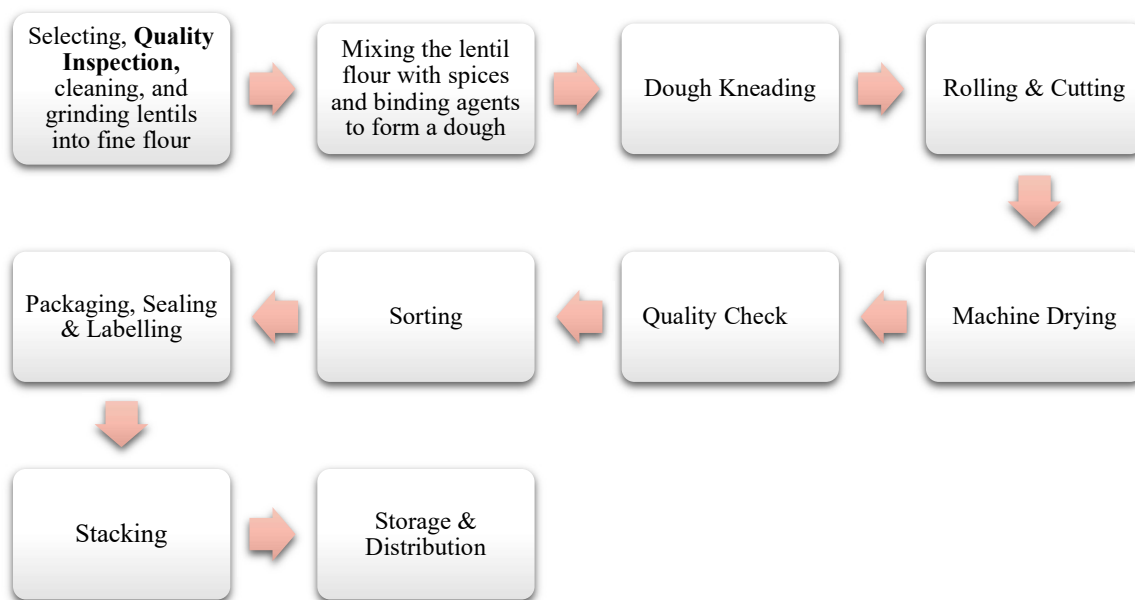 Selecting, Quality
Inspection,
cleaning, and
grinding lentils
into fine flour
Mixing the lentil
flour with spices
and binding agents
to form a dough
Dough Kneading
Rolling & Cutting
Machine Drying
Quality Check
Sorting
Packaging, Sealing
& Labelling
Stacking
Storage &
Distribution